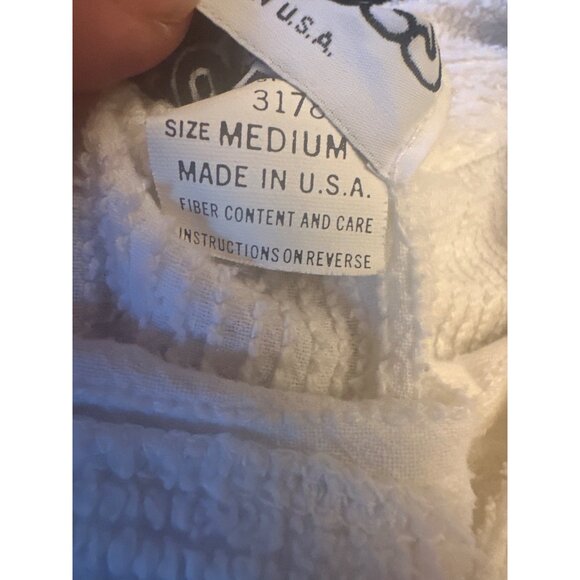 U.S.A.
3178
SIZE MEDIUM
MADE IN U.S.A.
FIBER CONTENT AND CARE
INSTRUCTIONS ON REVERSE